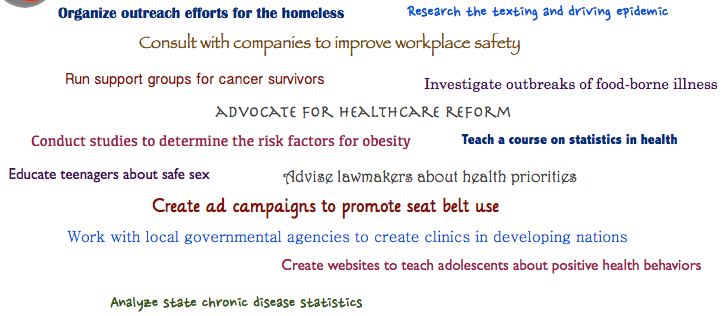 Organize outreach efforts for the homeless
Research the texting and driving epidemic
Consult with companies to improve workplace safety
Run support groups for cancer survivors
Investigate outbreaks of food-borne illness
ADVOCATE FOR HEALTHCARE REFORM
Conduct studies to determine the risk factors for obesity
Teach a course on statistics in health
Educate teenagers about safe sex
Advise lawmakers about health priorities
Create ad campaigns to promote seat belt use
Work with local governmental agencies to create clinics in developing nations
Create websites to teach adolescents about positive health behaviors
Analyze state chronic disease statistics